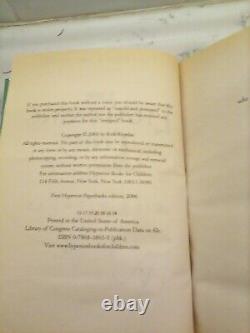 If you purchased this book without a cover you should be aware that
this book is stolen property. It was reported as "unsold and destroyed" to the
publisher and neither the author nor the publisher has received any
payment for this "stripped" book.
Copyright © by
All rights reserved. No part of this book may be reproduced or transmitted
in any form or by any means, electronic or mechanical, including
photocopying, recording, or by any information storage and retrieval
system, without written permission from the publisher.
For information address Hyperion Books for Children,
114 Fifth Avenue, New York, New York
First Hyperion Paperbacks edition, 2006
Printed in the United States of America
Library of Congress Cataloging-in-Publication Data on file.
ISBN (pbk.)
Visit www.hyperionbooksforchildren.com
ebay